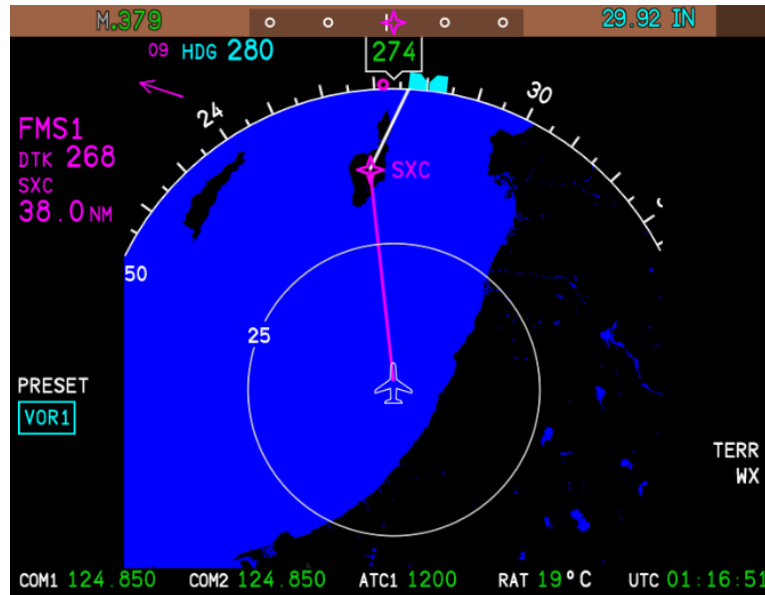 M.379 29.92 IN
09 HDG 280 274
24
30
FMS1
DTK 268
SXC
38.0 NM
SXC
50
25
PRESET
VOR1
TERR
WX
COM1 124.850 COM2 124.850 ATC1 1200 RAT 19°C UTC 01:16:51